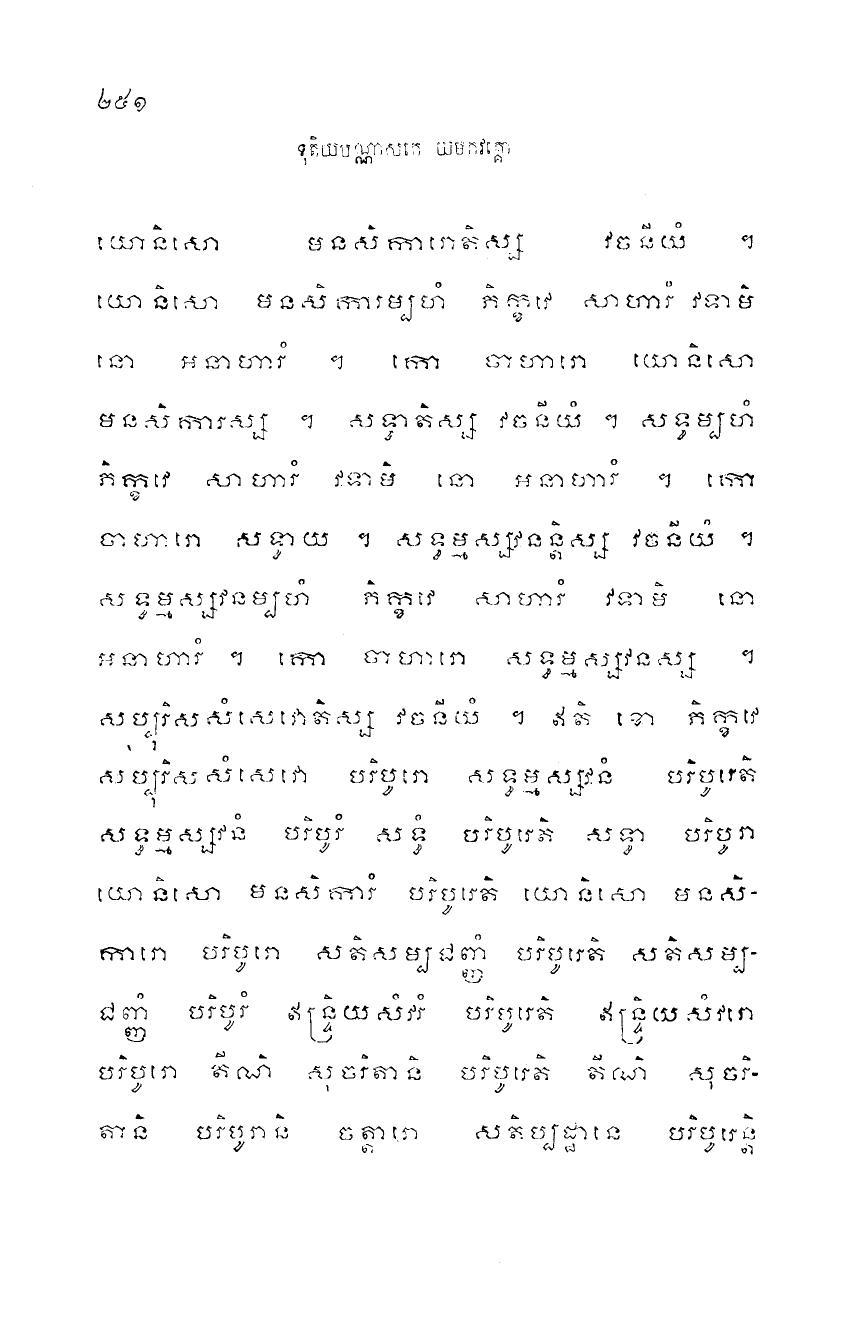 ២៥១
ទុតិយបណ្ណាសកេ យមកវគ្គោ
យោនិសោ មនសិការោតិស្ស វចនីយំ ។
យោនិសោ មនសិការម្បហំ ភិក្ខវេ សាហារំ វទាមិ
នោ អនាហារំ ។ កោ ចាហារោ យោនិសោ
មនសិការស្ស ។ សទ្ធាតិស្ស វចនីយំ ។ សទ្ធម្បហំ
ភិក្ខវេ សាហារំ វទាមិ នោ អនាហារំ ។ កោ
ចាហារោ សទ្ធាយ ។ សទ្ធម្មស្សវនន្តិស្ស វចនីយំ ។
សទ្ធម្មស្សវនម្បហំ ភិក្ខវេ សាហារំ វទាមិ នោ
អនាហារំ ។ កោ ចាហារោ សទ្ធម្មស្សវនស្ស ។
សប្បុរិសសំសេវោតិស្ស វចនីយំ ។ ឥតិ ខោ ភិក្ខវេ
សប្បុរិសសំសេវោ បរិបូរោ សទ្ធម្មស្សវនំ បរិបូរេតិ
សទ្ធម្មស្សវនំ បរិបូរំ សទ្ធំ បរិបូរេតិ សទ្ធា បរិបូរា
យោនិសោ មនសិការំ បរិបូរេតិ យោនិសោ មនសិ-
ការោ បរិបូរោ សតិសម្បជញ្ញំ បរិបូរេតិ សតិសម្ប-
ជញ្ញំ បរិបូរំ ឥន្ទ្រិយសំវរំ បរិបូរេតិ ឥន្ទ្រិយសំវរោ
បរិបូរោ តីណិ សុចរិតានិ បរិបូរេតិ តីណិ សុចរិ-
តានិ បរិបូរានិ ចត្តារោ សតិប្បដ្ឋានេ បរិបូរេន្តិ